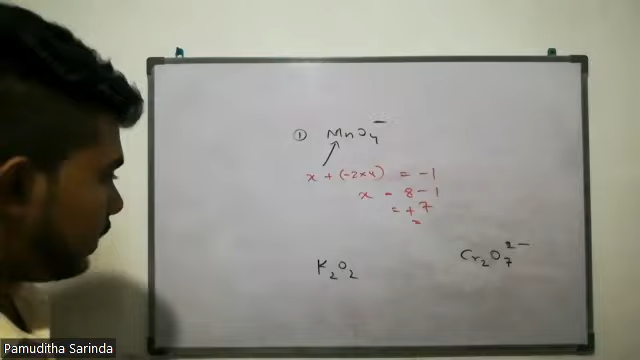 ① MnO₄⁻
x + (-2×4) = -1
x = 8 - 1
= +7
=
K₂O₂
Cr₂O₇²⁻
Pamuditha Sarinda